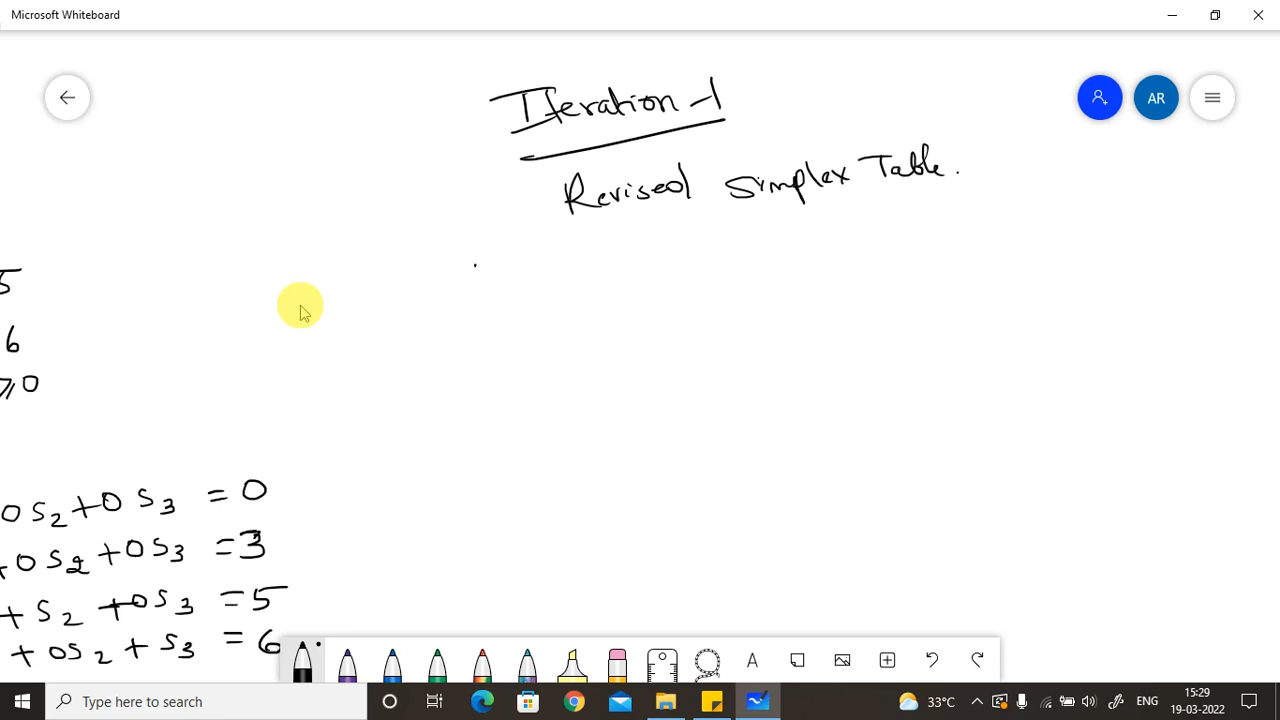 Microsoft Whiteboard
AR
Iteration-1
Revised Simplex Table.
5
6
≥0
0S2+0S3 =0
+0S2+0S3 =3
+S2+0S3 =5
+0S2+S3 =6
A
Type here to search
33°C
ENG
15:29
19-03-2022